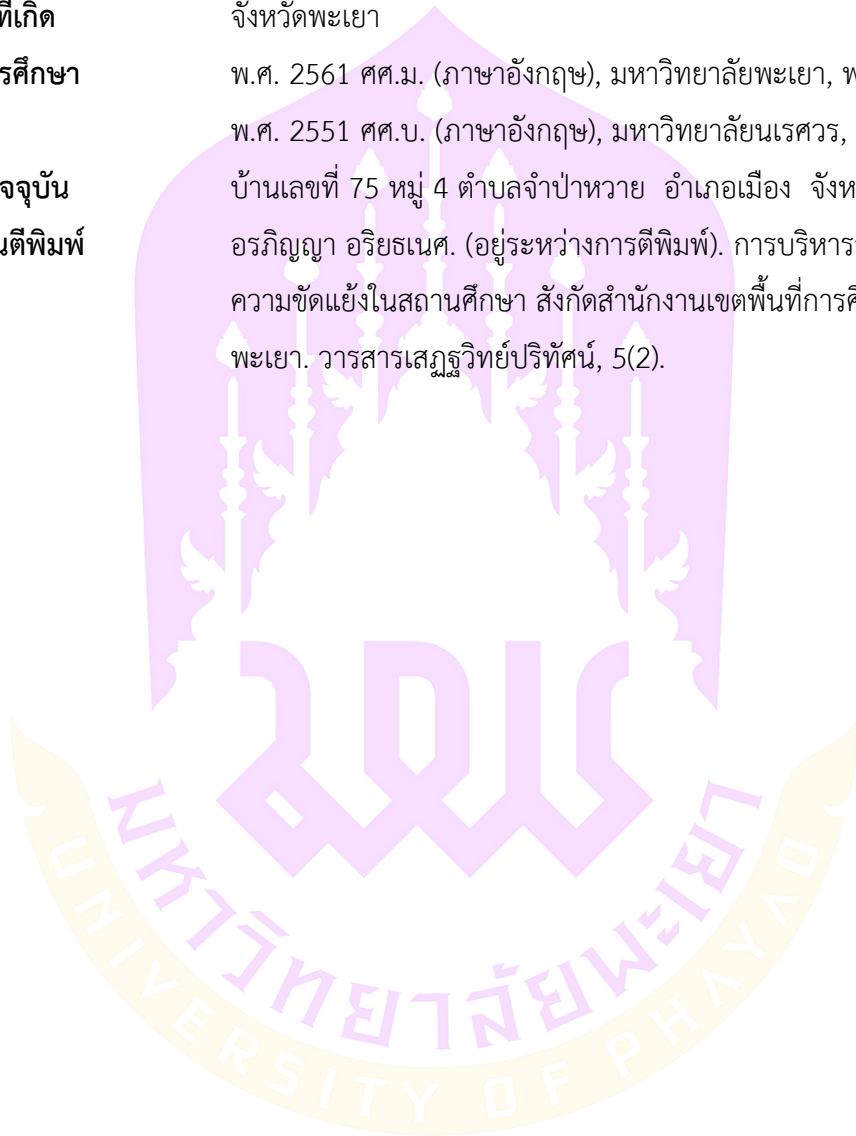 ที่เกิด จังหวัดพะเยา
รศึกษา พ.ศ. 2561 ศศ.ม. (ภาษาอังกฤษ), มหาวิทยาลัยพะเยา, พ
พ.ศ. 2551 ศศ.บ. (ภาษาอังกฤษ), มหาวิทยาลัยนเรศวร,
จจุบัน บ้านเลขที่ 75 หมู่ 4 ตำบลจำป่าหวาย อำเภอเมือง จังห
นตีพิมพ์ อรภิญญา อริยธเนศ. (อยู่ระหว่างการตีพิมพ์). การบริหาร
ความขัดแย้งในสถานศึกษา สังกัดสำนักงานเขตพื้นที่การศึ
พะเยา. วารสารเสฏฐวิทย์ปริทัศน์, 5(2).
มพ
มหาวิทยาลัยพะเยา
UNIVERSITY OF PHAYAO